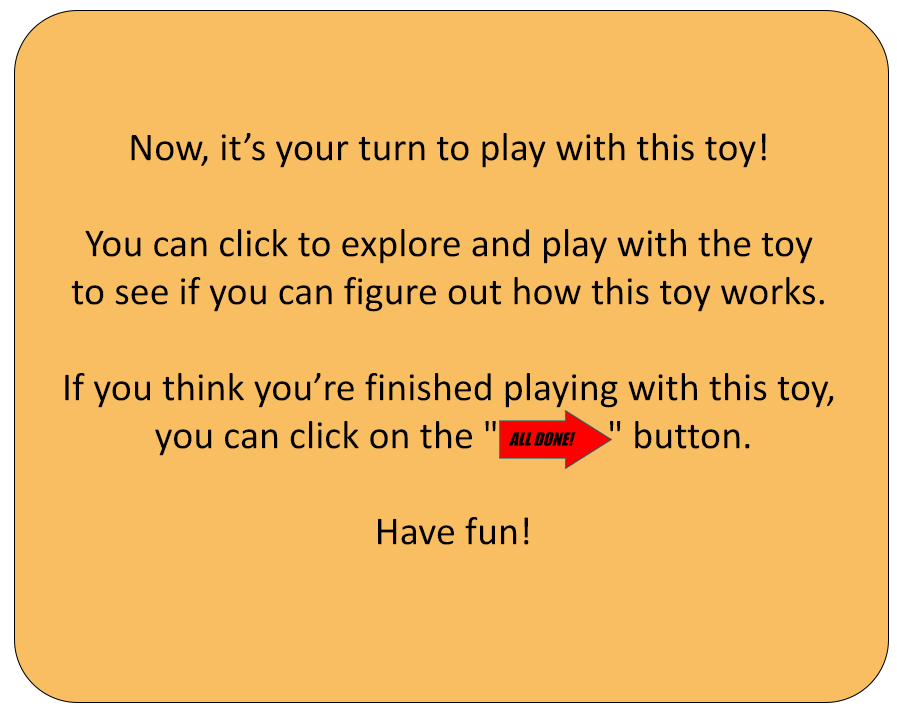 Now, it’s your turn to play with this toy!
You can click to explore and play with the toy
to see if you can figure out how this toy works.
If you think you’re finished playing with this toy,
you can click on the "ALL DONE!" button.
Have fun!